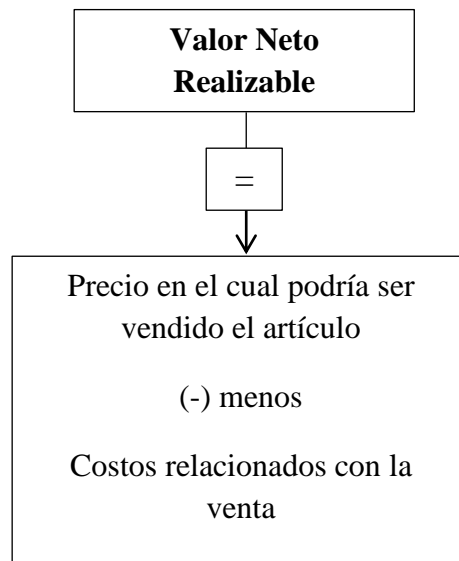 Valor Neto
Realizable
=
Precio en el cual podría ser
vendido el artículo
(-) menos
Costos relacionados con la
venta